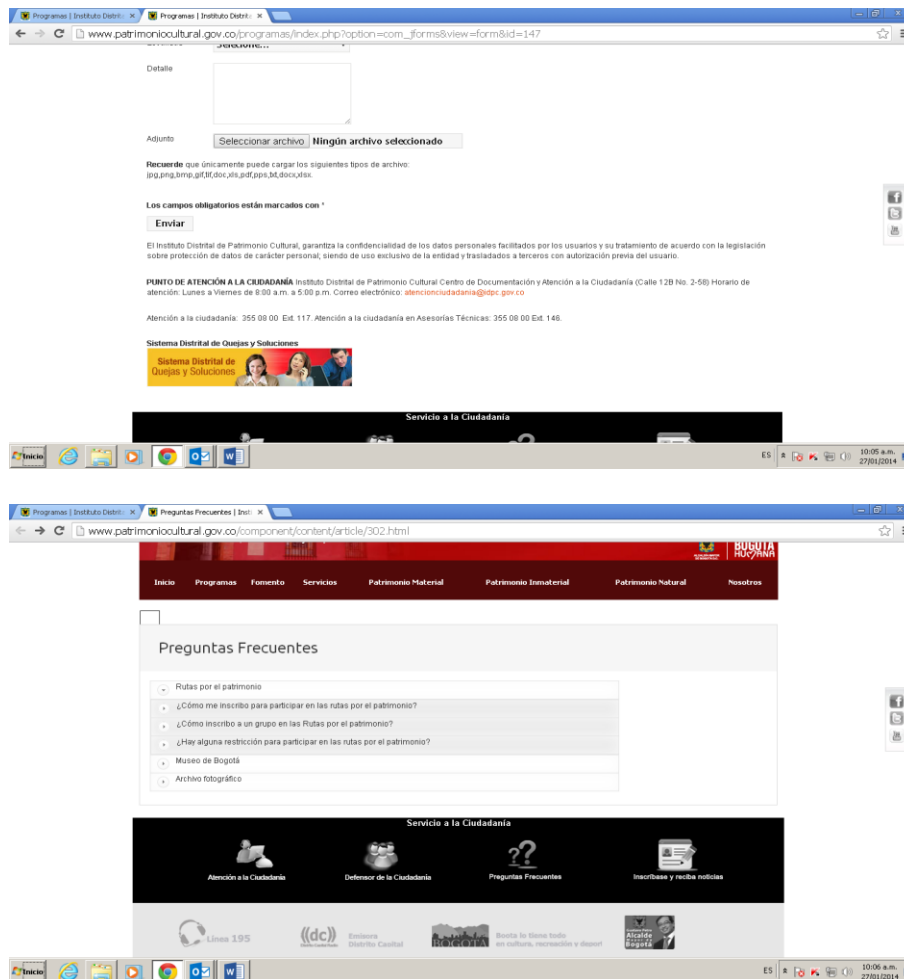 Programas | Instituto Distrito
Programas | Instituto Distrito
www.patrimoniocultural.gov.co/programas/index.php?option=com_jforms&view=form&id=147
Seleccione...
Detalle
Adjunto
Seleccionar archivo Ningún archivo seleccionado
Recuerde que únicamente puede cargar los siguientes tipos de archivo:
jpg,png,bmp,gif,tif,doc,xls,pdf,pps,txt,docx,xlsx.
Los campos obligatorios están marcados con *
Enviar
El Instituto Distrital de Patrimonio Cultural, garantiza la confidencialidad de los datos personales facilitados por los usuarios y su tratamiento de acuerdo con la legislación
sobre protección de datos de carácter personal, siendo de uso exclusivo de la entidad y trasladados a terceros con autorización previa del usuario.
PUNTO DE ATENCIÓN A LA CIUDADANÍA Instituto Distrital de Patrimonio Cultural Centro de Documentación y Atención a la Ciudadanía (Calle 12B No. 2-58) Horario de
atención: Lunes a Viernes de 8:00 a.m. a 5:00 p.m. Correo electrónico: atencionciudadania@idpc.gov.co
Atención a la ciudadanía: 355 08 00 Ext. 117. Atención a la ciudadanía en Asesorías Técnicas: 355 08 00 Ext. 146.
Sistema Distrital de Quejas y Soluciones
Sistema Distrital de
Quejas y Soluciones
Servicio a la Ciudadanía
Inicio
ES
10:05 a.m.
27/01/2014
Programas | Instituto Distrito
Preguntas Frecuentes | Insti
www.patrimoniocultural.gov.co/component/content/article/302.html
BOGOTÁ
HUMANA
Inicio Programas Fomento Servicios Patrimonio Material Patrimonio Inmaterial Patrimonio Natural Nosotros
Preguntas Frecuentes
Rutas por el patrimonio
¿Cómo me inscribo para participar en las rutas por el patrimonio?
¿Cómo inscribo a un grupo en las Rutas por el patrimonio?
¿Hay alguna restricción para participar en las rutas por el patrimonio?
Museo de Bogotá
Archivo fotográfico
Servicio a la Ciudadanía
Atención a la Ciudadanía Defensor de la Ciudadanía Preguntas Frecuentes Inscríbase y reciba noticias
Línea 195
((dc))
Emisora
Distrito Capital
BOGOTÁ
en cultura, recreación y deport
Alcalde
Inicio
ES
10:06 a.m.
27/01/2014